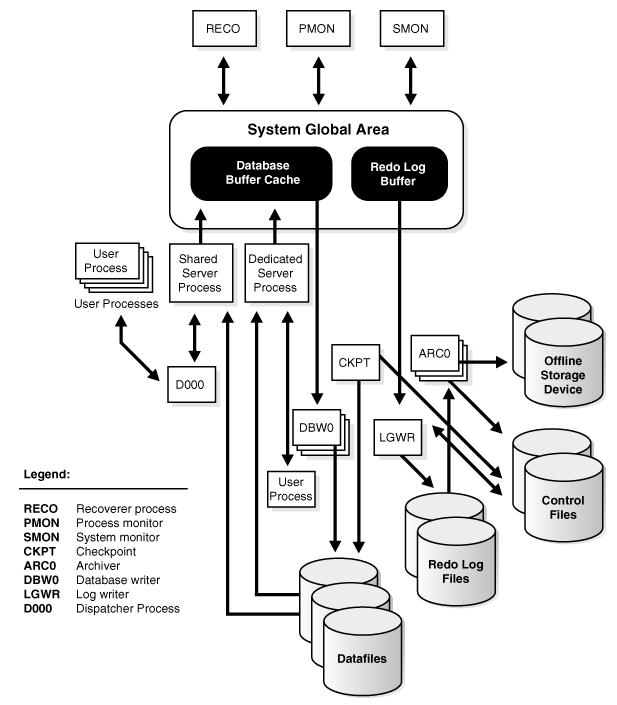 RECO
PMON
SMON
System Global Area
Database
Buffer Cache
Redo Log
Buffer
User
Process
User Processes
Shared
Server
Process
Dedicated
Server
Process
D000
CKPT
ARC0
Offline
Storage
Device
DBW0
LGWR
User
Process
Control
Files
Redo Log
Files
Datafiles
Legend:
RECO Recoverer process
PMON Process monitor
SMON System monitor
CKPT Checkpoint
ARC0 Archiver
DBW0 Database writer
LGWR Log writer
D000 Dispatcher Process